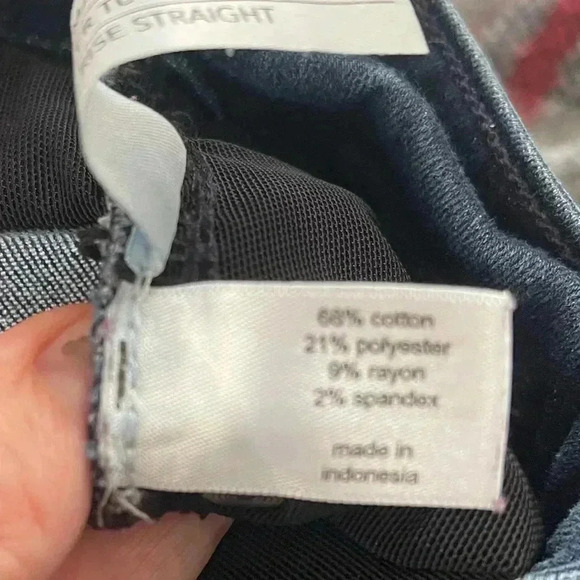 STRAIGHT
68% cotton
21% polyester
9% rayon
2% spandex
made in
indonesia